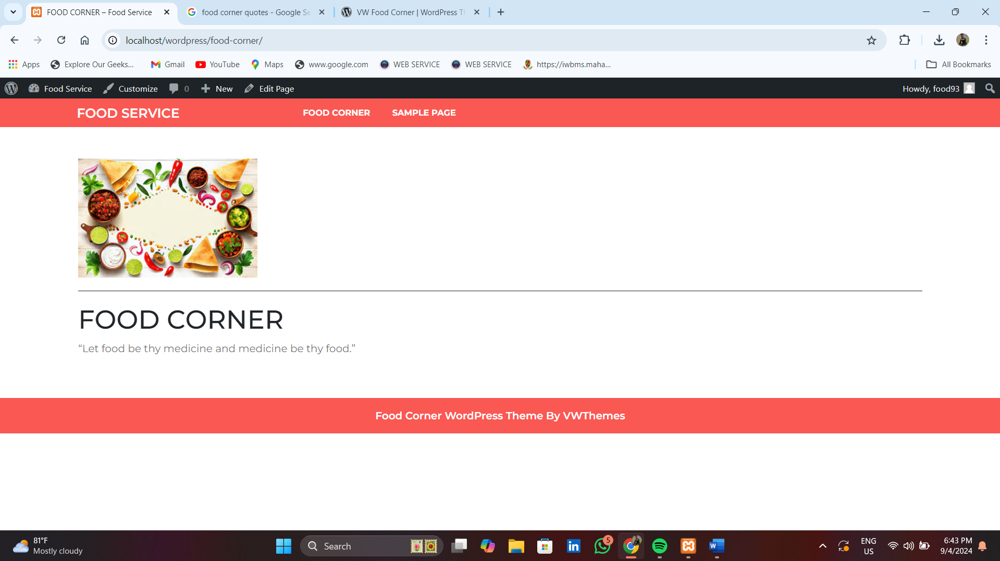 FOOD CORNER – Food Service
food corner quotes - Google Se
VW Food Corner | WordPress Th
localhost/wordpress/food-corner/
Apps
Explore Our Geeks...
Gmail
YouTube
Maps
www.google.com
WEB SERVICE
WEB SERVICE
https://iwbms.maha...
All Bookmarks
Food Service
Customize
0
New
Edit Page
Howdy, food93
FOOD SERVICE
FOOD CORNER
SAMPLE PAGE
FOOD CORNER
“Let food be thy medicine and medicine be thy food.”
Food Corner WordPress Theme By VWThemes
81°F
Mostly cloudy
Search
5
ENG
US
6:43 PM
9/4/2024